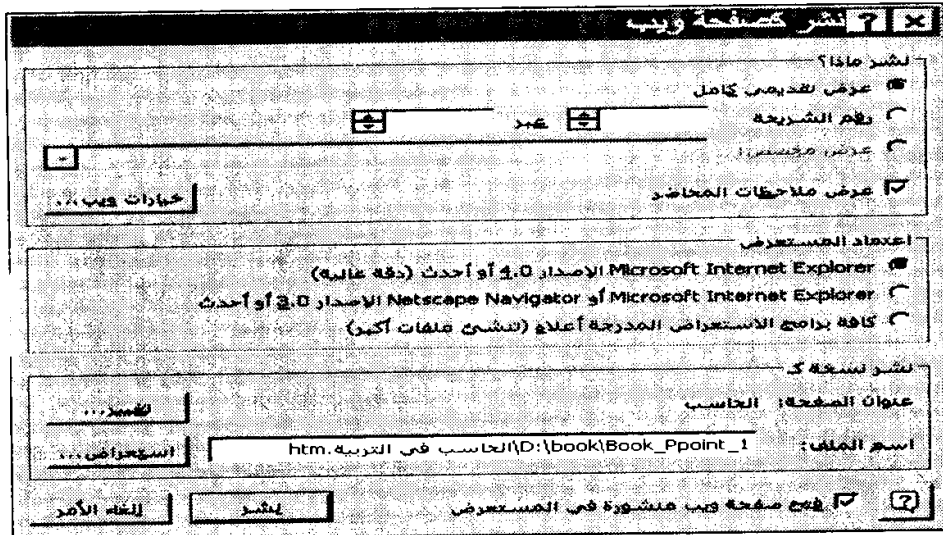 نشر كصفحة ويب
نشر ماذا؟
عرض تقديمي كامل
رقم الشريحة عبر
عرض مخصص:
عرض ملاحظات المحاضر خيارات ويب...
اعتماد المستعرض
Microsoft Internet Explorer الإصدار 4.0 أو أحدث (دقة عالية)
Microsoft Internet Explorer أو Netscape Navigator الإصدار 3.0 أو أحدث
كافة برامج الاستعراض المدرجة أعلاه (تنشئ ملفات أكبر)
نشر نسخة كـ
عنوان الصفحة: الحاسب تغيير...
اسم الملف: D:\book\Book_Ppoint_1\الحاسب في التربية.htm استعراض...
فتح صفحة ويب منشورة في المستعرض نشر إلغاء الأمر